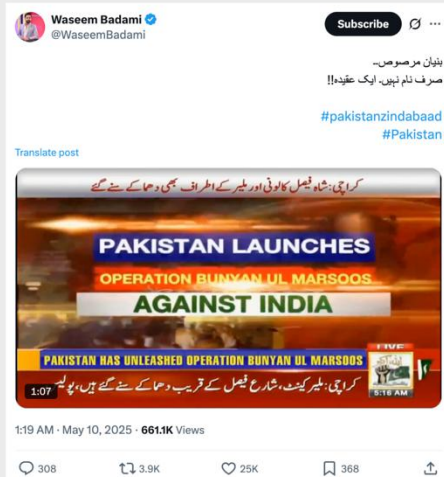 Waseem Badami
@WaseemBadami
Subscribe
بنیان مرصوص۔۔
صرف نام نہیں۔ ایک عقیدہ!!
#pakistanzindabaad
#Pakistan
Translate post
کراچی: شاہ فیصل کالونی اور ملیر کے اطراف بھی دھماکے سنے گئے
PAKISTAN LAUNCHES
OPERATION BUNYAN UL MARSOOS
AGAINST INDIA
LIVE
PAKISTAN HAS UNLEASHED OPERATION BUNYAN UL MARSOOS
کراچی: ملیر کینٹ، شارع فیصل کے قریب دھماکے سنے گئے ہیں، پولیس
1:07
5:16 AM
1:19 AM · May 10, 2025 · 661.1K Views
308 3.9K 25K 368